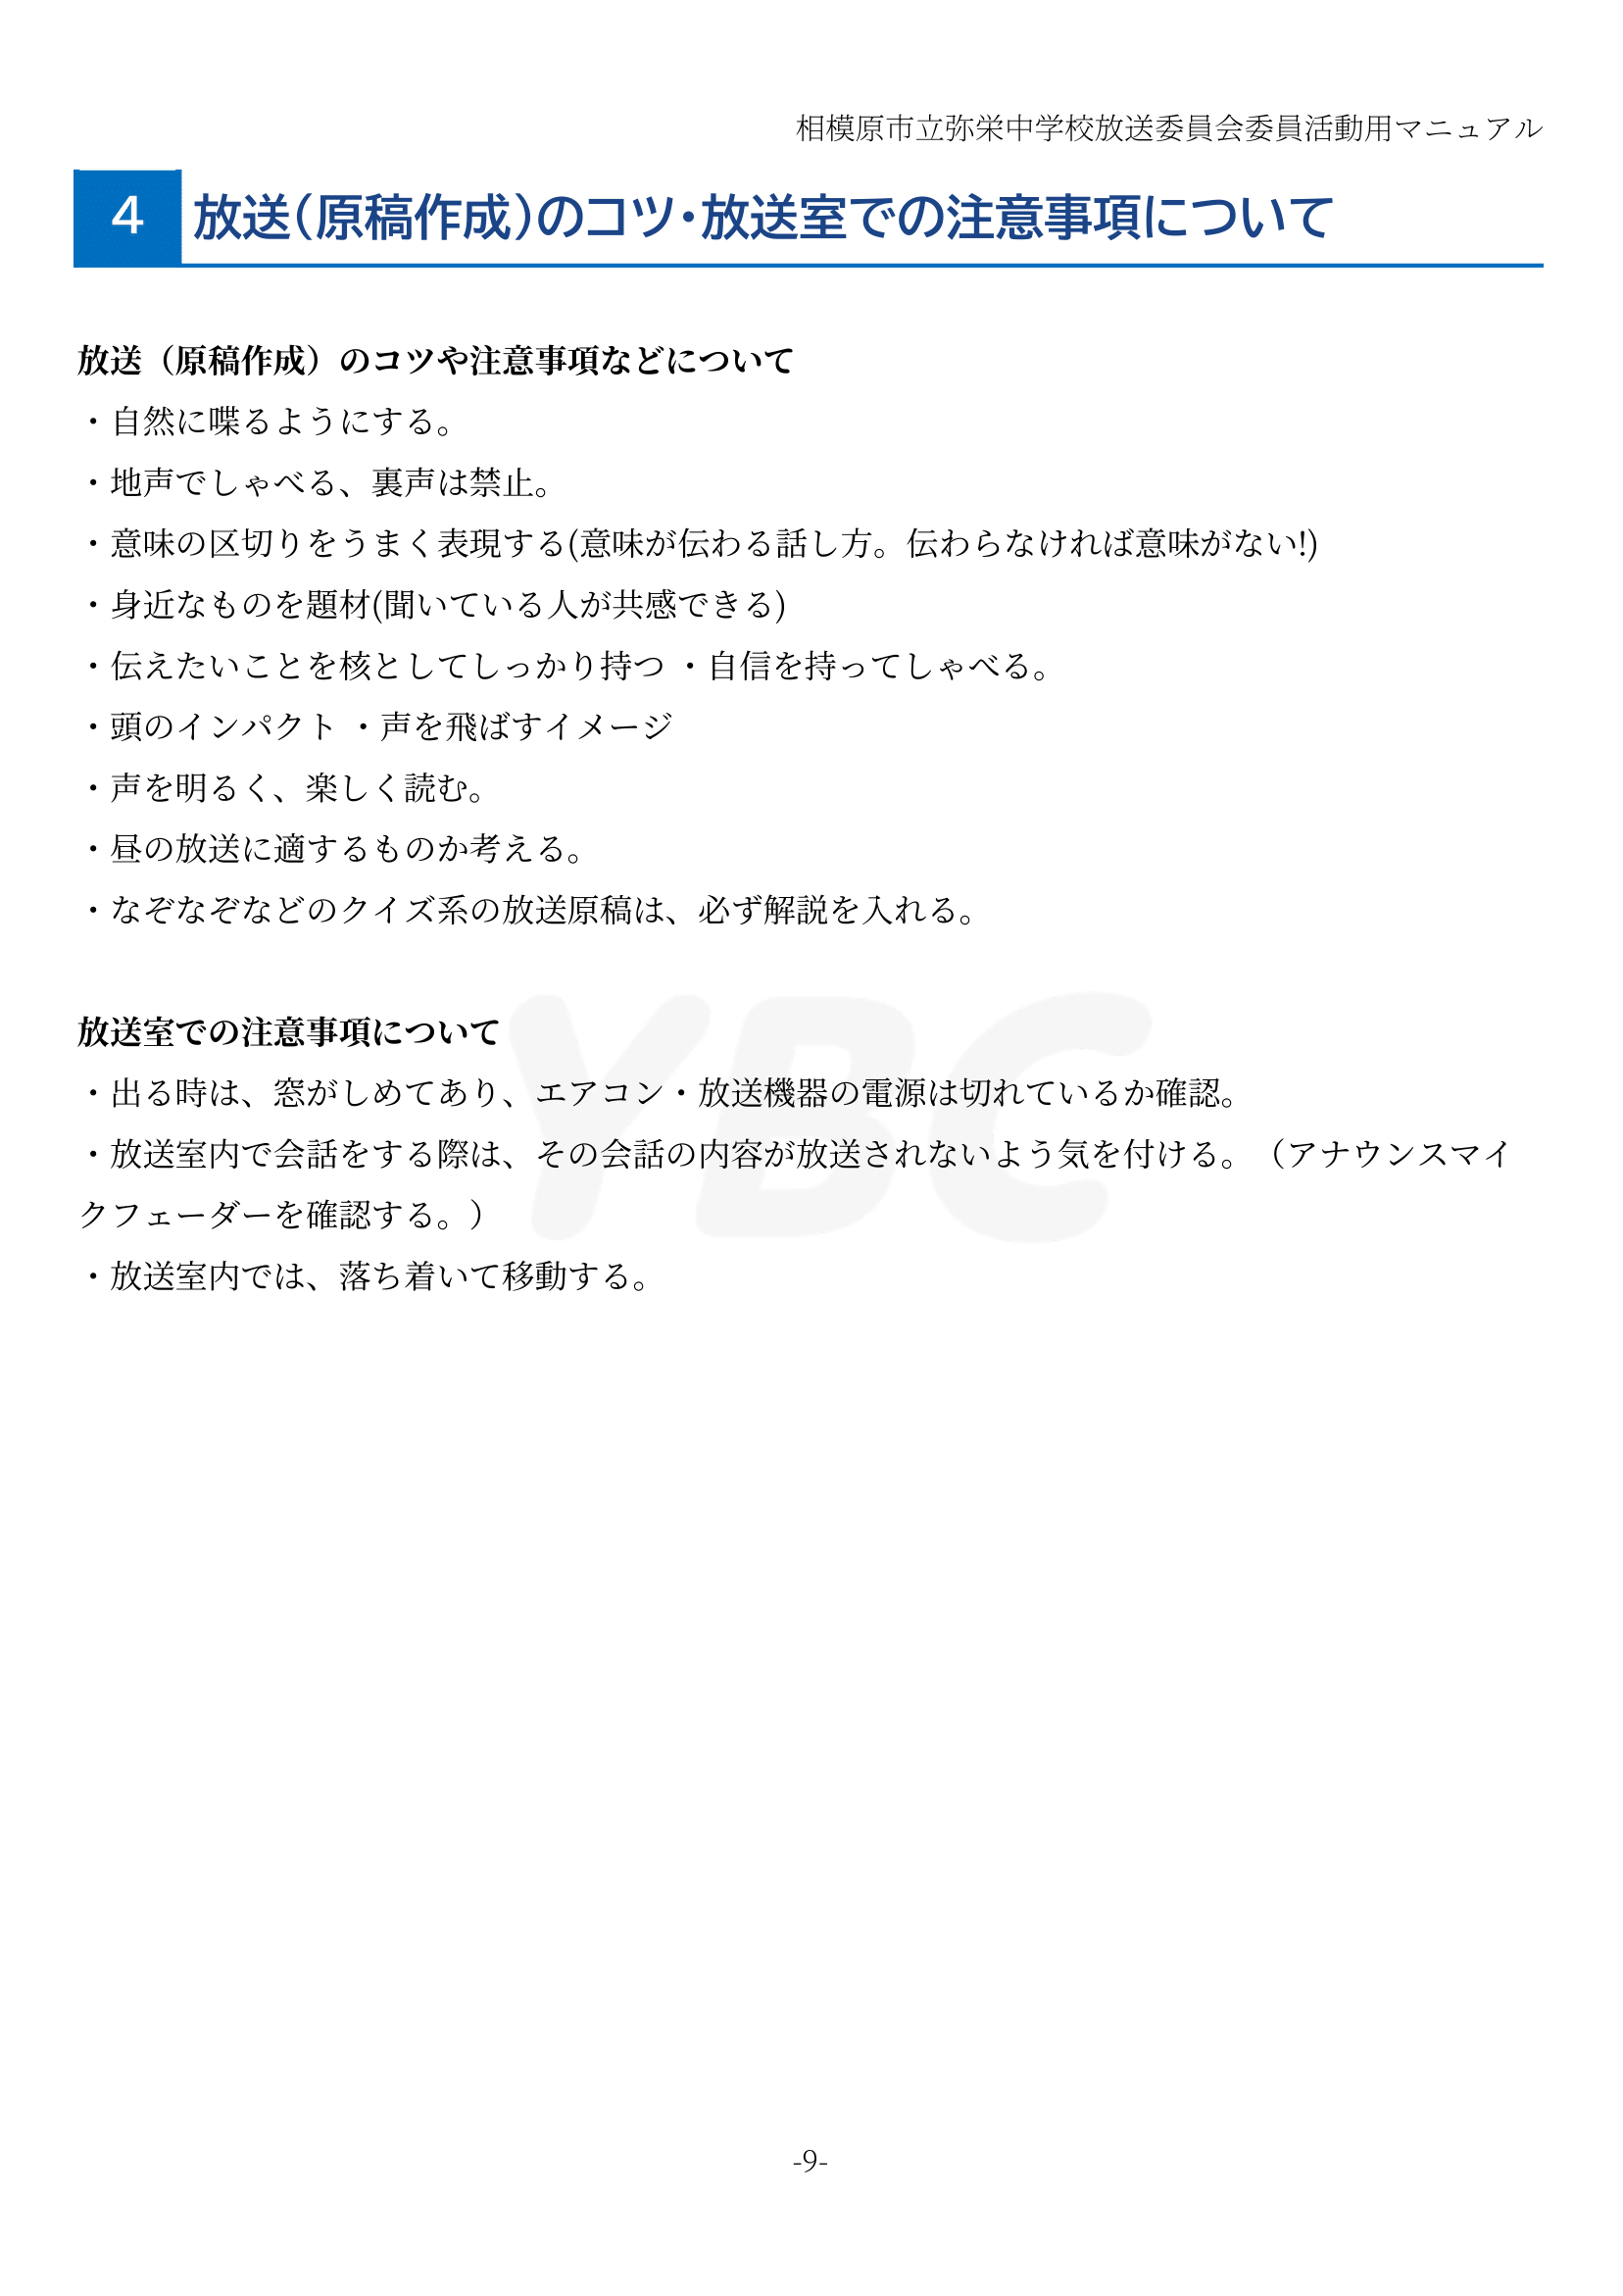 相模原市立弥栄中学校放送委員会委員活動用マニュアル
4 放送(原稿作成)のコツ・放送室での注意事項について
放送（原稿作成）のコツや注意事項などについて
・自然に喋るようにする。
・地声でしゃべる、裏声は禁止。
・意味の区切りをうまく表現する(意味が伝わる話し方。伝わらなければ意味がない!)
・身近なものを題材(聞いている人が共感できる)
・伝えたいことを核としてしっかり持つ ・自信を持ってしゃべる。
・頭のインパクト ・声を飛ばすイメージ
・声を明るく、楽しく読む。
・昼の放送に適するものか考える。
・なぞなぞなどのクイズ系の放送原稿は、必ず解説を入れる。
YBC
放送室での注意事項について
・出る時は、窓がしめてあり、エアコン・放送機器の電源は切れているか確認。
・放送室内で会話をする際は、その会話の内容が放送されないよう気を付ける。（アナウンスマイ
クフェーダーを確認する。）
・放送室内では、落ち着いて移動する。
-9-